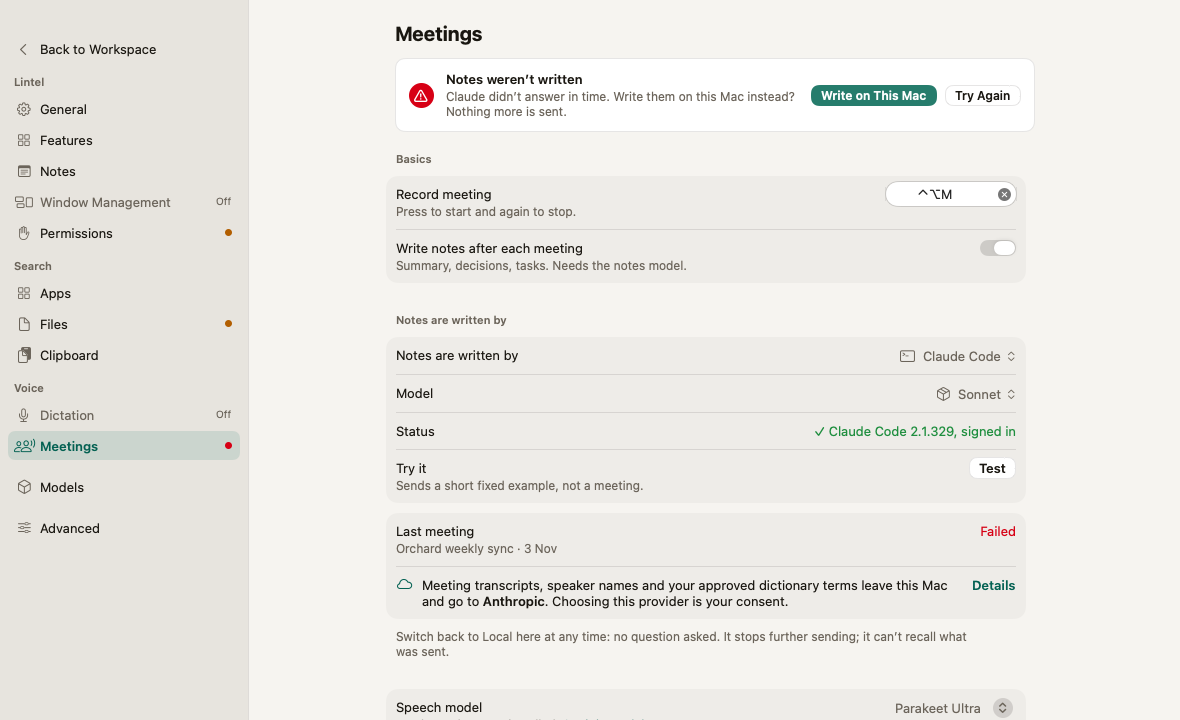 Back to Workspace
Lintel
General
Features
Notes
Window Management Off
Permissions
Search
Apps
Files
Clipboard
Voice
Dictation Off
Meetings
Models
Advanced
Meetings
Notes weren't written
Claude didn't answer in time. Write them on this Mac instead?
Nothing more is sent.
Write on This Mac
Try Again
Basics
Record meeting
Press to start and again to stop.
⌃⌥M
Write notes after each meeting
Summary, decisions, tasks. Needs the notes model.
Notes are written by
Notes are written by Claude Code
Model Sonnet
Status ✓ Claude Code 2.1.329, signed in
Try it
Sends a short fixed example, not a meeting.
Test
Last meeting Failed
Orchard weekly sync · 3 Nov
Meeting transcripts, speaker names and your approved dictionary terms leave this Mac
and go to Anthropic. Choosing this provider is your consent.
Details
Switch back to Local here at any time: no question asked. It stops further sending; it can't recall what
was sent.
Speech model Parakeet Ultra